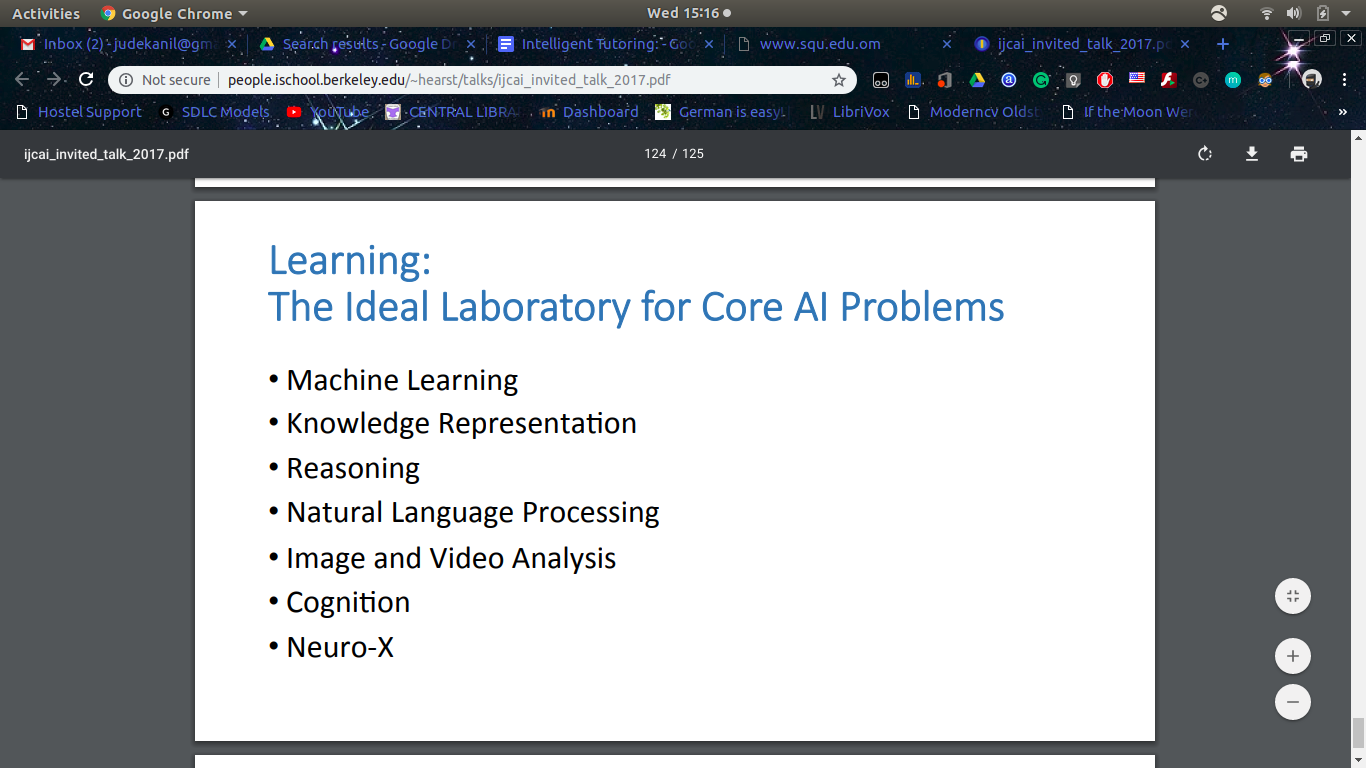 Activities Google Chrome Wed 15:16
Inbox (2) - judekanil@gma Search results - Google D Intelligent Tutoring: - Go www.squ.edu.om ijcai_invited_talk_2017.pd
Not secure people.ischool.berkeley.edu/~hearst/talks/ijcai_invited_talk_2017.pdf
Hostel Support SDLC Models YouTube CENTRAL LIBRA Dashboard German is easy! LV LibriVox Moderncv Oldst If the Moon Wer »
ijcai_invited_talk_2017.pdf 124 / 125
Learning:
The Ideal Laboratory for Core AI Problems
• Machine Learning
• Knowledge Representation
• Reasoning
• Natural Language Processing
• Image and Video Analysis
• Cognition
• Neuro-X